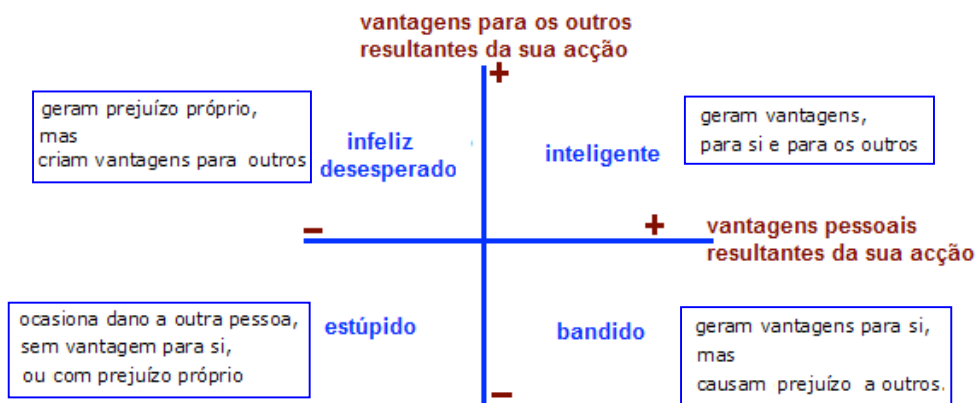 vantagens para os outros
resultantes da sua acção
+
geram prejuízo próprio,
mas
criam vantagens para outros
infeliz
desesperado
inteligente
geram vantagens,
para si e para os outros
–
+
vantagens pessoais
resultantes da sua acção
ocasiona dano a outra pessoa,
sem vantagem para si,
ou com prejuízo próprio
estúpido
bandido
geram vantagens para si,
mas
causam prejuízo a outros.
–